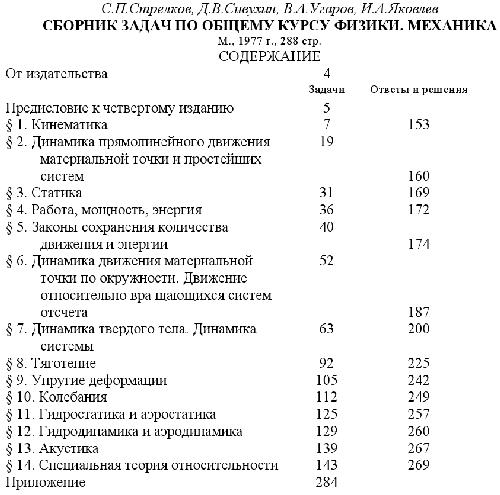 С.П.Стрелков, Д.В.Сивухин, В.А.Угаров, И.А.Яковлев
СБОРНИК ЗАДАЧ ПО ОБЩЕМУ КУРСУ ФИЗИКИ. МЕХАНИКА
М., 1977 г., 288 стр.
СОДЕРЖАНИЕ
От издательства 4
Задачи Ответы и решения
Предисловие к четвертому изданию 5
§ 1. Кинематика 7 153
§ 2. Динамика прямолинейного движения 19
материальной точки и простейших
систем 160
§ 3. Статика 31 169
§ 4. Работа, мощность, энергия 36 172
§ 5. Законы сохранения количества 40
движения и энергии 174
§ 6. Динамика движения материальной 52
точки по окружности. Движение
относительно вра щающихся систем
отсчета 187
§ 7. Динамика твердого тела. Динамика 63 200
системы
§ 8. Тяготение 92 225
§ 9. Упругие деформации 105 242
§ 10. Колебания 112 249
§ 11. Гидростатика и аэростатика 125 257
§ 12. Гидродинамика и аэродинамика 129 260
§ 13. Акустика 139 267
§ 14. Специальная теория относительности 143 269
Приложение 284